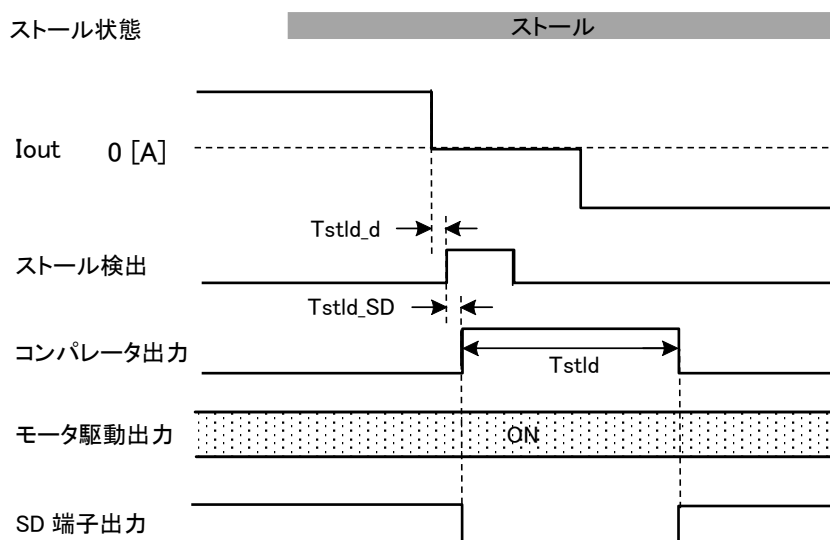 ストール状態
ストール
Iout 0 [A]
Tstld_d
ストール検出
Tstld_SD
コンパレータ出力
Tstld
モータ駆動出力
ON
SD 端子出力